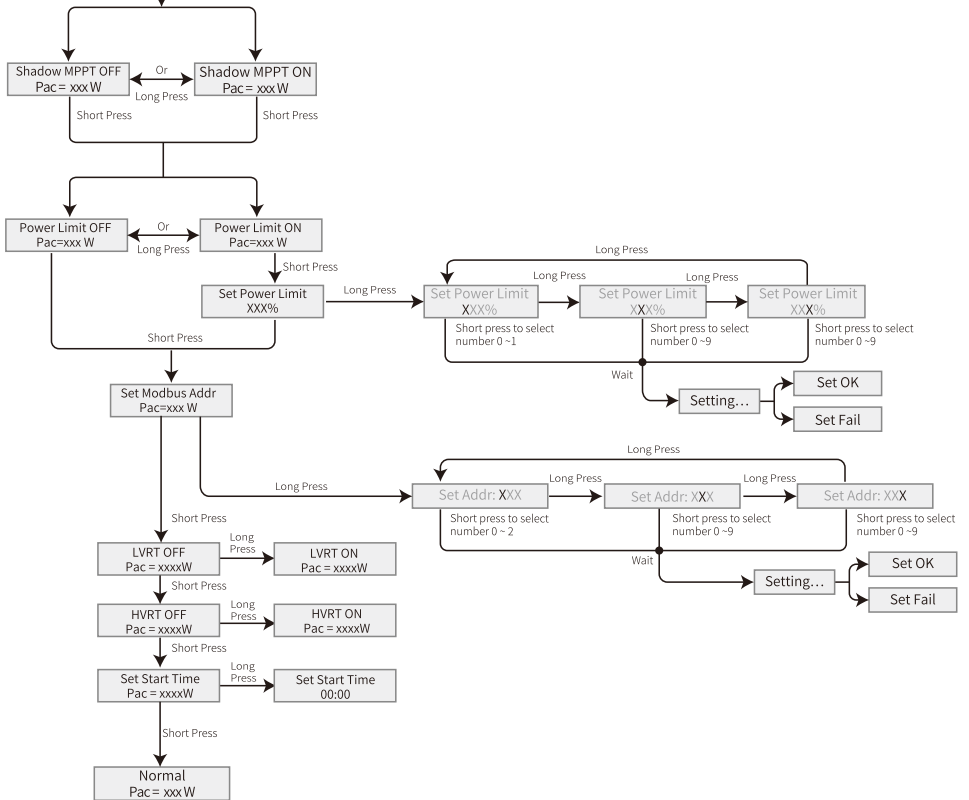 Shadow MPPT OFF
Pac= xxx W
Or
Long Press
Shadow MPPT ON
Pac= xxx W
Short Press
Short Press
Power Limit OFF
Pac=xxx W
Or
Long Press
Power Limit ON
Pac=xxx W
Short Press
Long Press
Set Power Limit
XXX%
Long Press
Set Power Limit
XXX%
Long Press
Set Power Limit
XXX%
Long Press
Set Power Limit
XXX%
Short press to select
number 0 ~1
Short press to select
number 0 ~9
Short press to select
number 0 ~9
Short Press
Wait
Setting...
Set OK
Set Fail
Set Modbus Addr
Pac=xxx W
Long Press
Long Press
Set Addr: XXX
Long Press
Set Addr: XXX
Long Press
Set Addr: XXX
Short press to select
number 0 ~ 2
Short press to select
number 0 ~9
Short press to select
number 0 ~9
Wait
Setting...
Set OK
Set Fail
Short Press
LVRT OFF
Pac = xxxxW
Long
Press
LVRT ON
Pac = xxxxW
Short Press
HVRT OFF
Pac = xxxxW
Long
Press
HVRT ON
Pac = xxxxW
Short Press
Set Start Time
Pac = xxxxW
Long
Press
Set Start Time
00:00
Short Press
Normal
Pac= xxx W